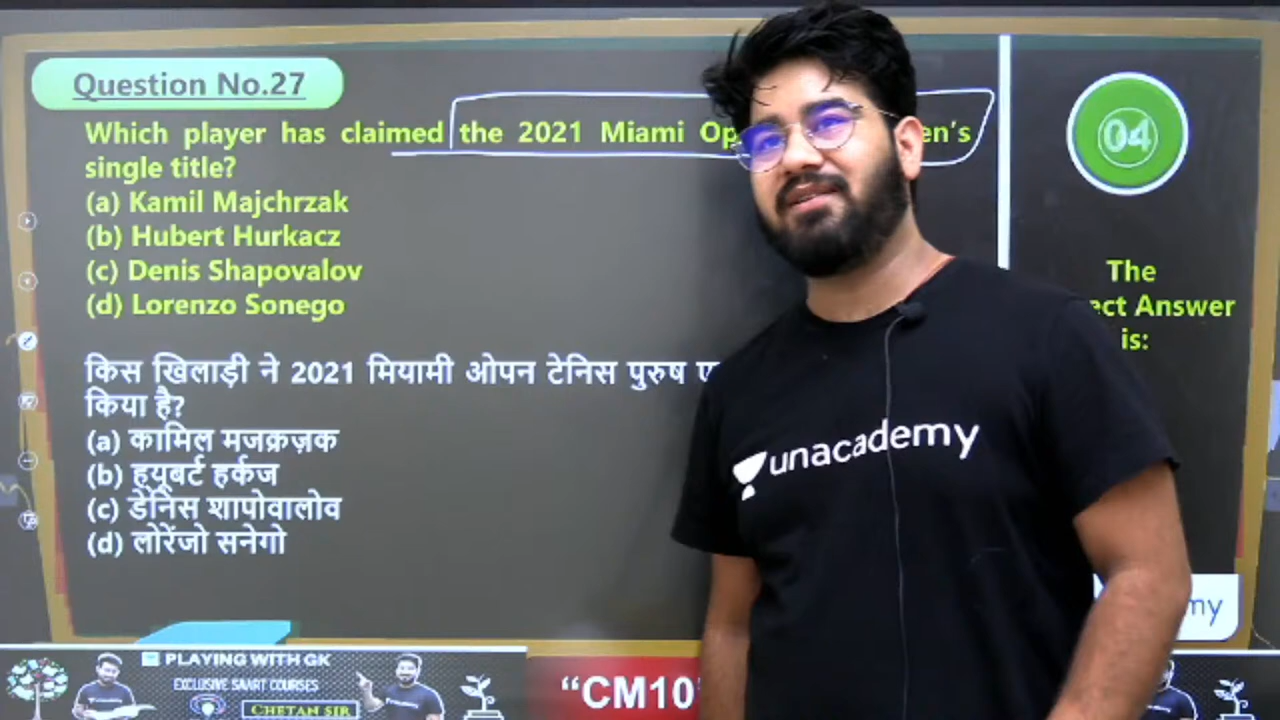 Question No.27
Which player has claimed the 2021 Miami Op en's
single title?
(a) Kamil Majchrzak
(b) Hubert Hurkacz
(c) Denis Shapovalov
(d) Lorenzo Sonego
किस खिलाड़ी ने 2021 मियामी ओपन टेनिस पुरुष ए
किया है?
(a) कामिल मजक्रज़क
(b) ह्यूबर्ट हर्कज
(c) डेनिस शापोवालोव
(d) लोरेंजो सनेगो
04
The
ect Answer
is:
unacademy
my
PLAYING WITH GK
EXCLUSIVE SAART COURSES
CHETAN SIR
“CM10